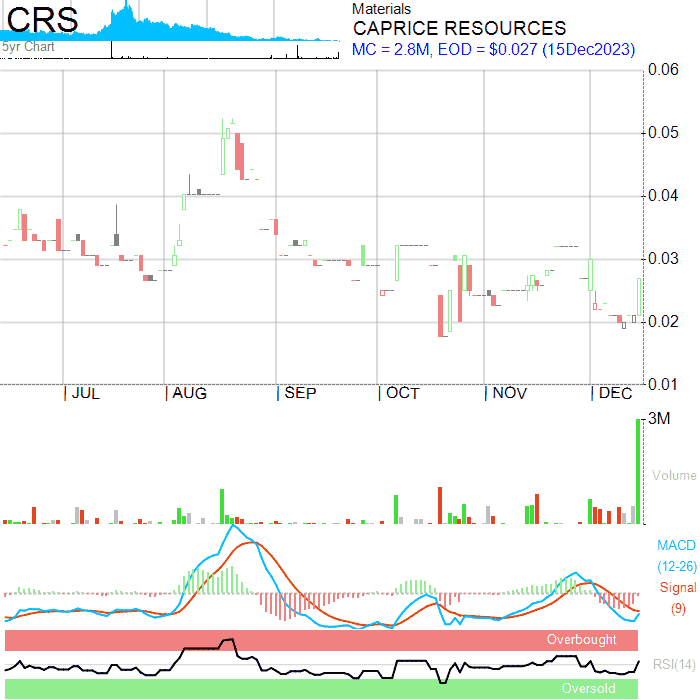 CRS
5yr Chart
Materials
CAPRICE RESOURCES
MC = 2.8M, EOD = $0.027 (15Dec2023)
0.06
0.05
0.04
0.03
0.02
0.01
JUL AUG SEP OCT NOV DEC
3M
Volume
MACD
(12-26)
Signal
(9)
Overbought
RSI(14)
Oversold